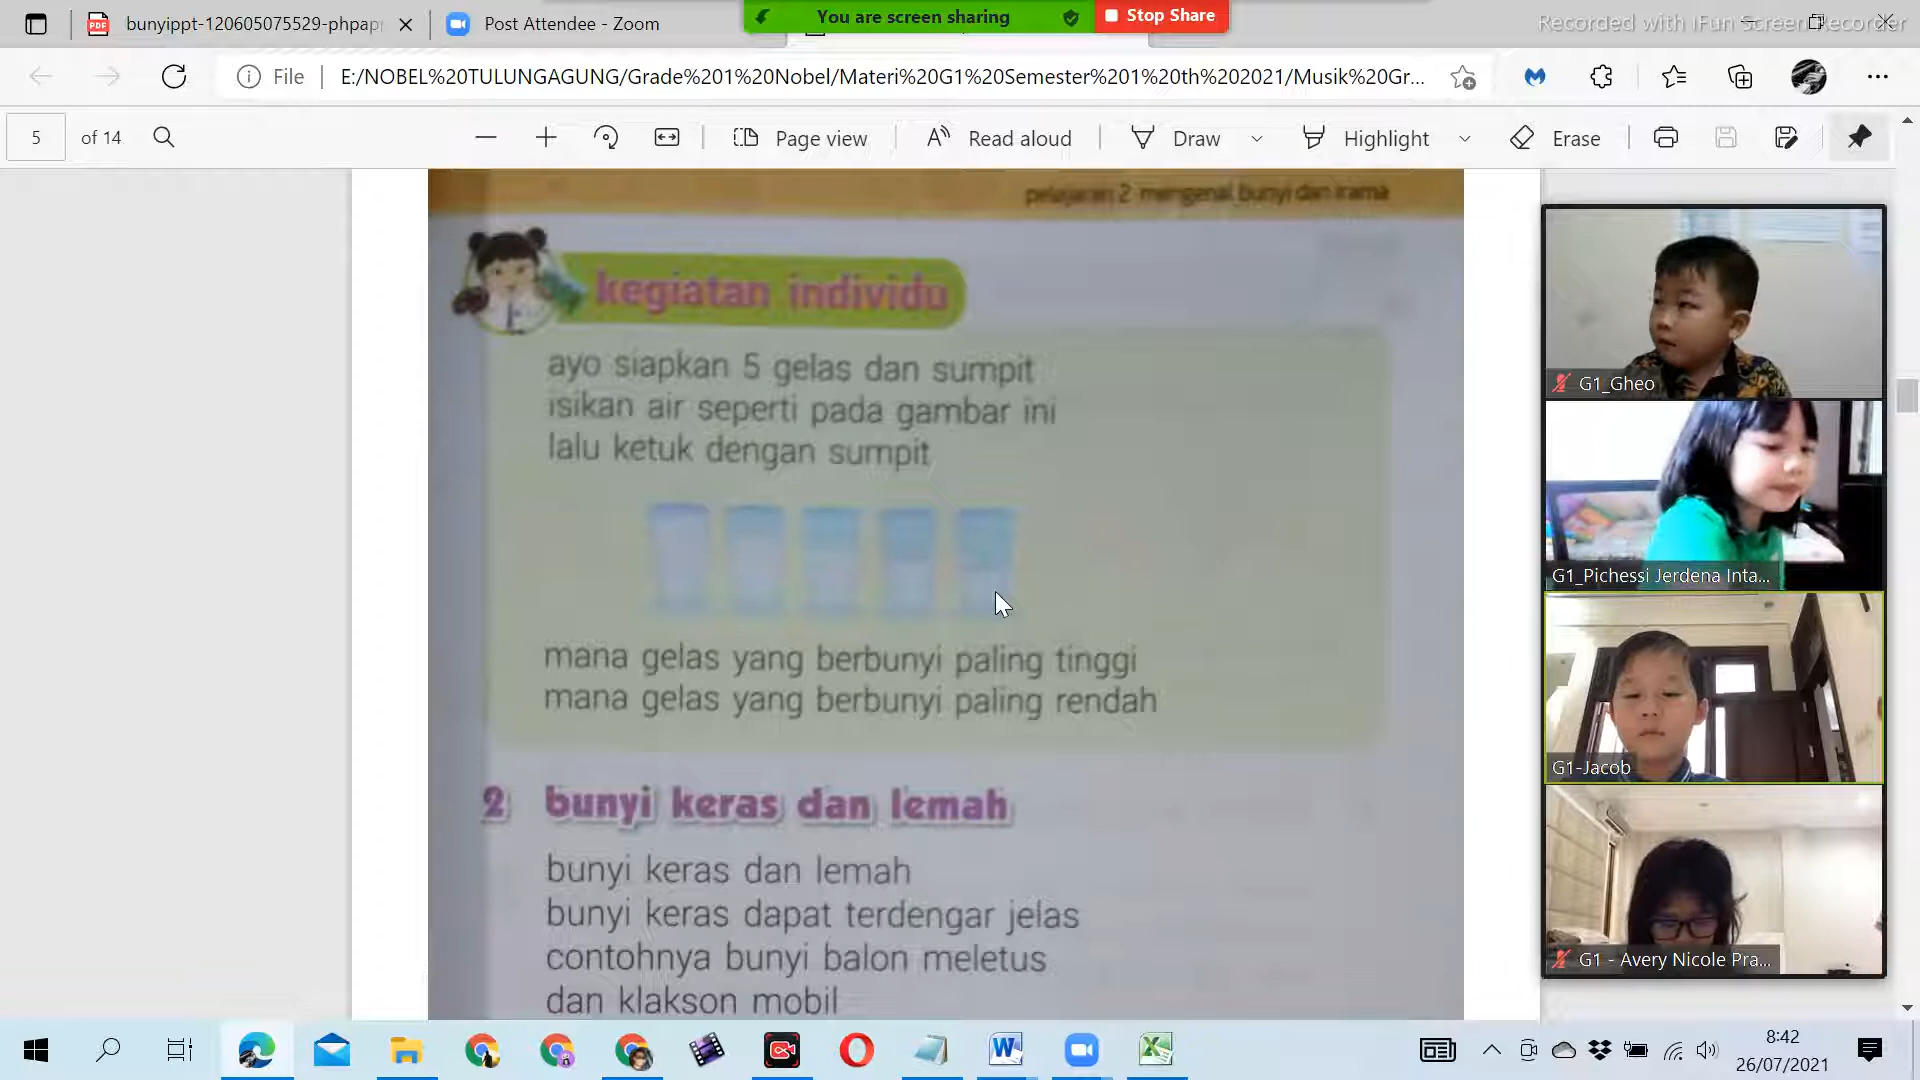 bunyippt-120605075529-phpapp
Post Attendee - Zoom
You are screen sharing
Stop Share
Recorded with iFun Screen Recorder
File
E:/NOBEL%20TULUNGAGUNG/Grade%201%20Nobel/Materi%20G1%20Semester%201%20th%202021/Musik%20Gr...
5 of 14
Page view
Read aloud
Draw
Highlight
Erase
pelajaran 2 mengenal bunyi dan irama
kegiatan individu
ayo siapkan 5 gelas dan sumpit
isikan air seperti pada gambar ini
lalu ketuk dengan sumpit
mana gelas yang berbunyi paling tinggi
mana gelas yang berbunyi paling rendah
2 bunyi keras dan lemah
bunyi keras dan lemah
bunyi keras dapat terdengar jelas
contohnya bunyi balon meletus
dan klakson mobil
G1_Gheo
G1_Pichessi Jerdena Inta...
G1-Jacob
G1 - Avery Nicole Pra...
8:42
26/07/2021